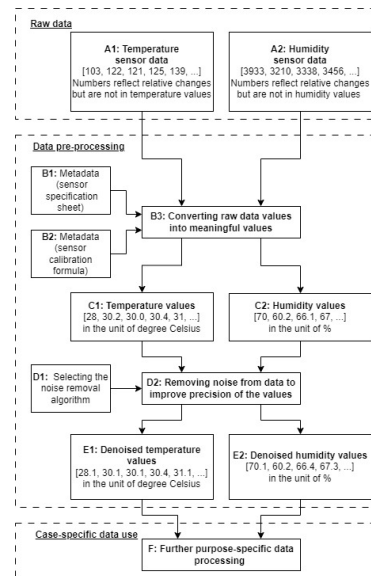 Raw data
A1: Temperature
sensor data
[103, 122, 121, 125, 139, ...]
Numbers reflect relative changes
but are not in temperature values
A2: Humidity
sensor data
[3933, 3210, 3338, 3456, ...]
Numbers reflect relative changes
but are not in humidity values
Data pre-processing
B1: Metadata
(sensor
specification
sheet)
B2: Metadata
(sensor
calibration
formula)
B3: Converting raw data values
into meaningful values
C1: Temperature values
[28, 30.2, 30.0, 30.4, 31, ...]
in the unit of degree Celsius
C2: Humidity values
[70, 60.2, 66.1, 67, ...]
in the unit of %
D1: Selecting the
noise removal
algorithm
D2: Removing noise from data to
improve precision of the values
E1: Denoised temperature
values
[28.1, 30.1, 30.1, 30.4, 31.1, ...]
in the unit of degree Celsius
E2: Denoised humidity
values
[70.1, 60.2, 66.4, 67.3, ...]
in the unit of %
Case-specific data use
F: Further purpose-specific data
processing